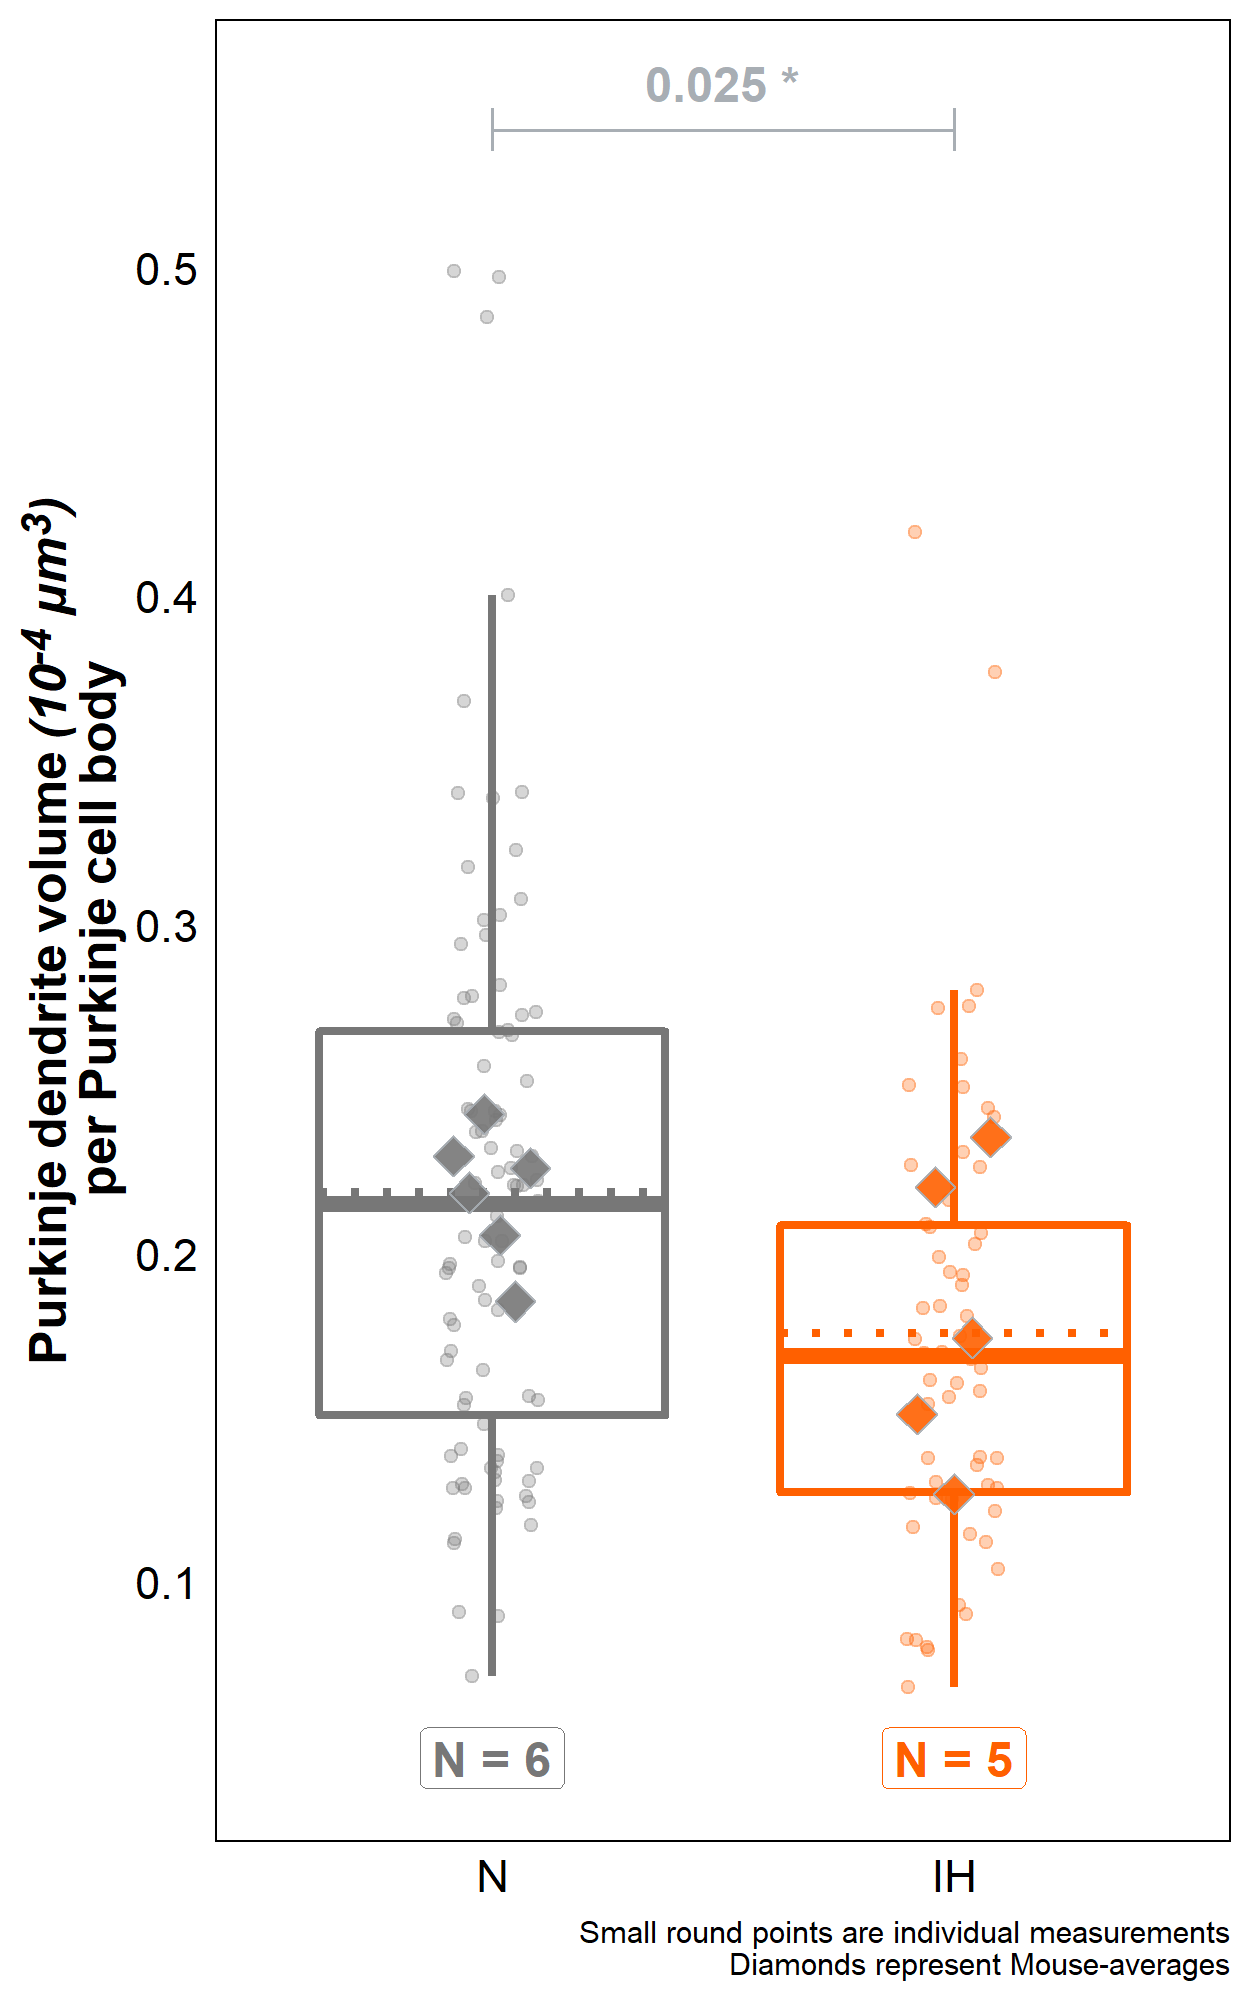 0.025 *
Purkinje dendrite volume (10⁻⁴ µm³)
per Purkinje cell body
0.5
0.4
0.3
0.2
0.1
N = 6
N = 5
N
IH
Small round points are individual measurements
Diamonds represent Mouse-averages